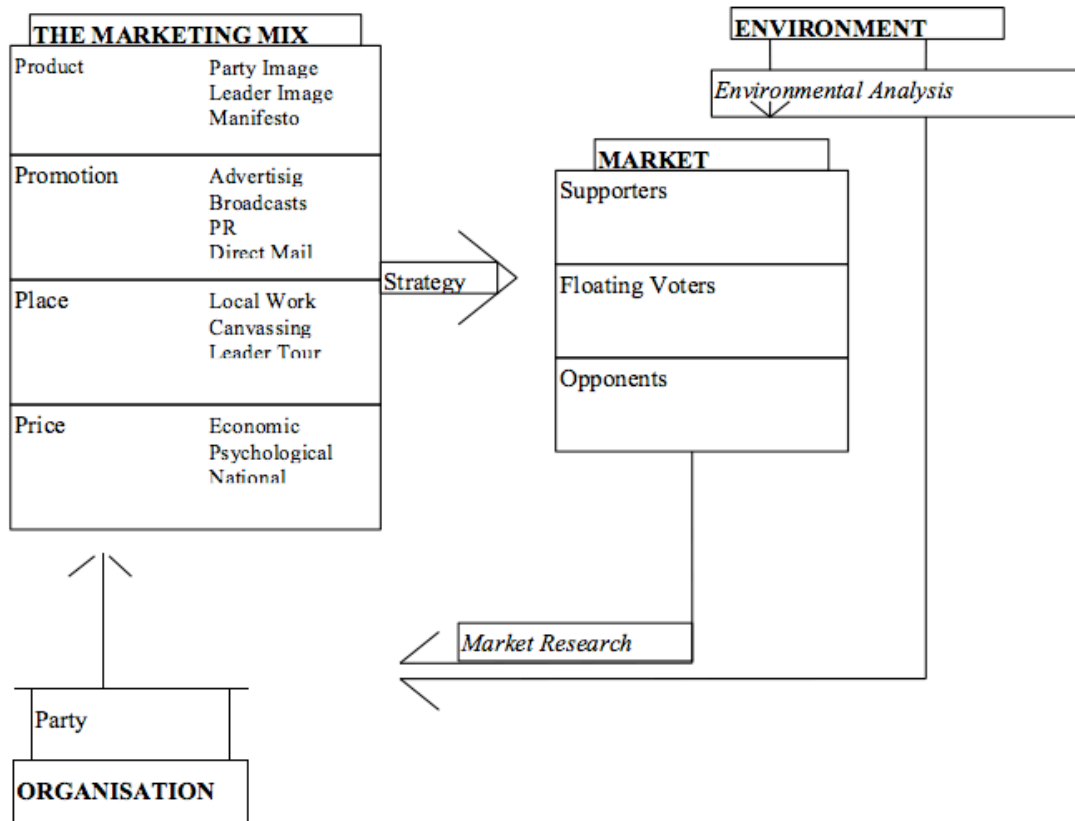 THE MARKETING MIX
Product Party Image
Leader Image
Manifesto
Promotion Advertisig
Broadcasts
PR
Direct Mail
Place Local Work
Canvassing
Leader Tour
Price Economic
Psychological
National
Strategy
ENVIRONMENT
Environmental Analysis
MARKET
Supporters
Floating Voters
Opponents
Market Research
Party
ORGANISATION